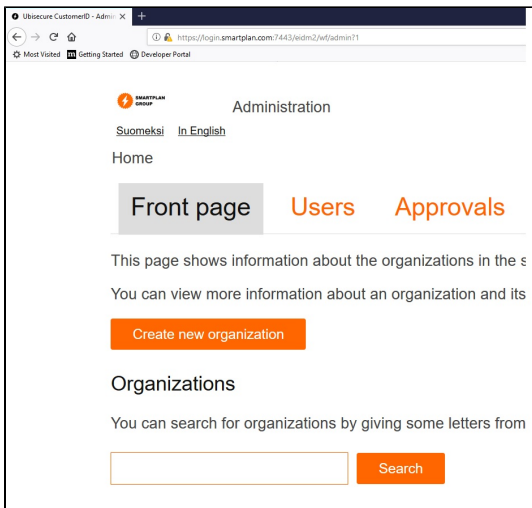 Ubisecure CustomerID - Admin
https://login.smartplan.com:7443/eidm2/wf/admin?1
Most Visited Getting Started Developer Portal
SMARTPLAN
GROUP
Administration
Suomeksi In English
Home
Front page Users Approvals
This page shows information about the organizations in the s
You can view more information about an organization and its
Create new organization
Organizations
You can search for organizations by giving some letters from
Search